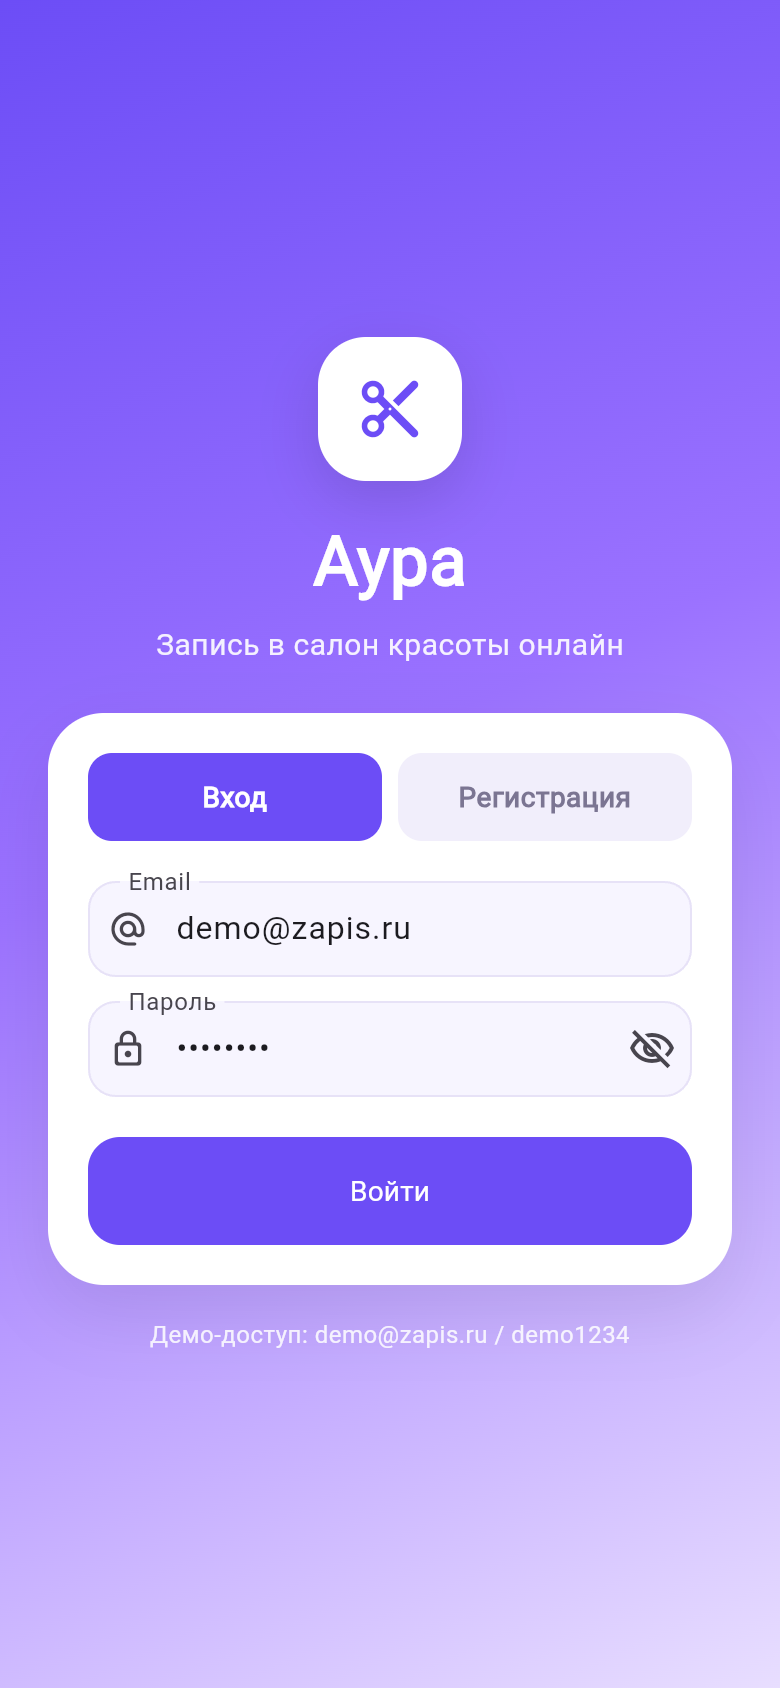 Аура
Запись в салон красоты онлайн
Вход
Регистрация
Email
demo@zapis.ru
Пароль
••••••••
Войти
Демо-доступ: demo@zapis.ru / demo1234